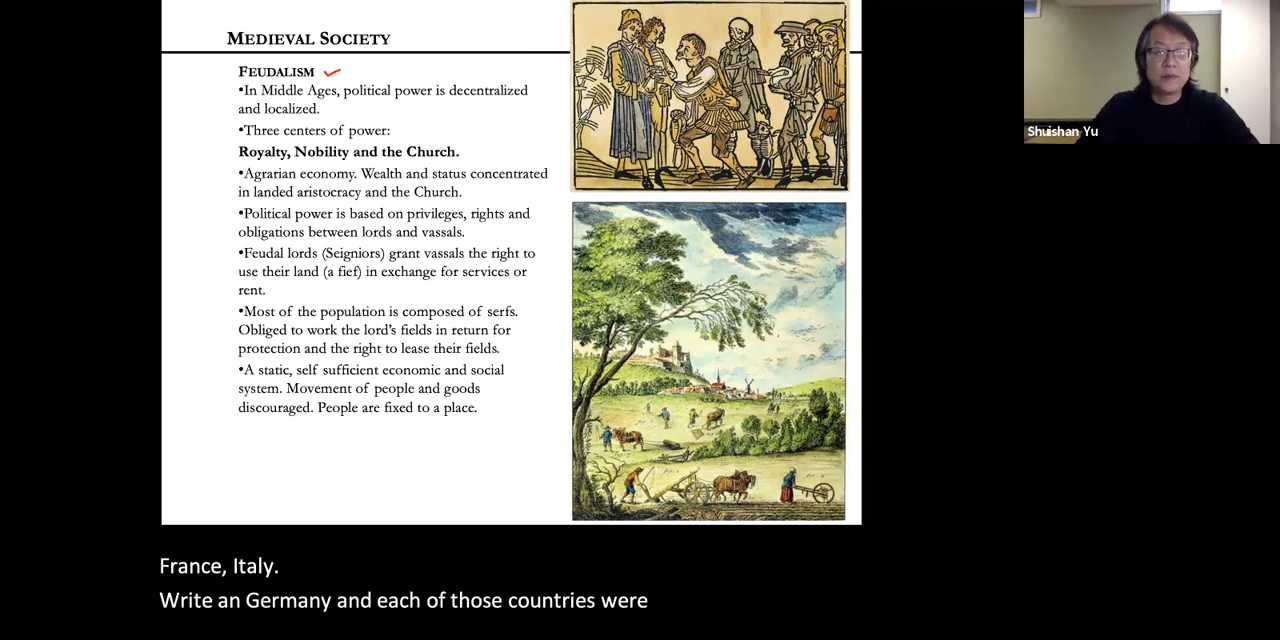 MEDIEVAL SOCIETY
FEUDALISM
•In Middle Ages, political power is decentralized
and localized.
•Three centers of power:
Royalty, Nobility and the Church.
•Agrarian economy. Wealth and status concentrated
in landed aristocracy and the Church.
•Political power is based on privileges, rights and
obligations between lords and vassals.
•Feudal lords (Seigniors) grant vassals the right to
use their land (a fief) in exchange for services or
rent.
•Most of the population is composed of serfs.
Obliged to work the lord's fields in return for
protection and the right to lease their fields.
•A static, self sufficient economic and social
system. Movement of people and goods
discouraged. People are fixed to a place.
Shuishan Yu
France, Italy.
Write an Germany and each of those countries were